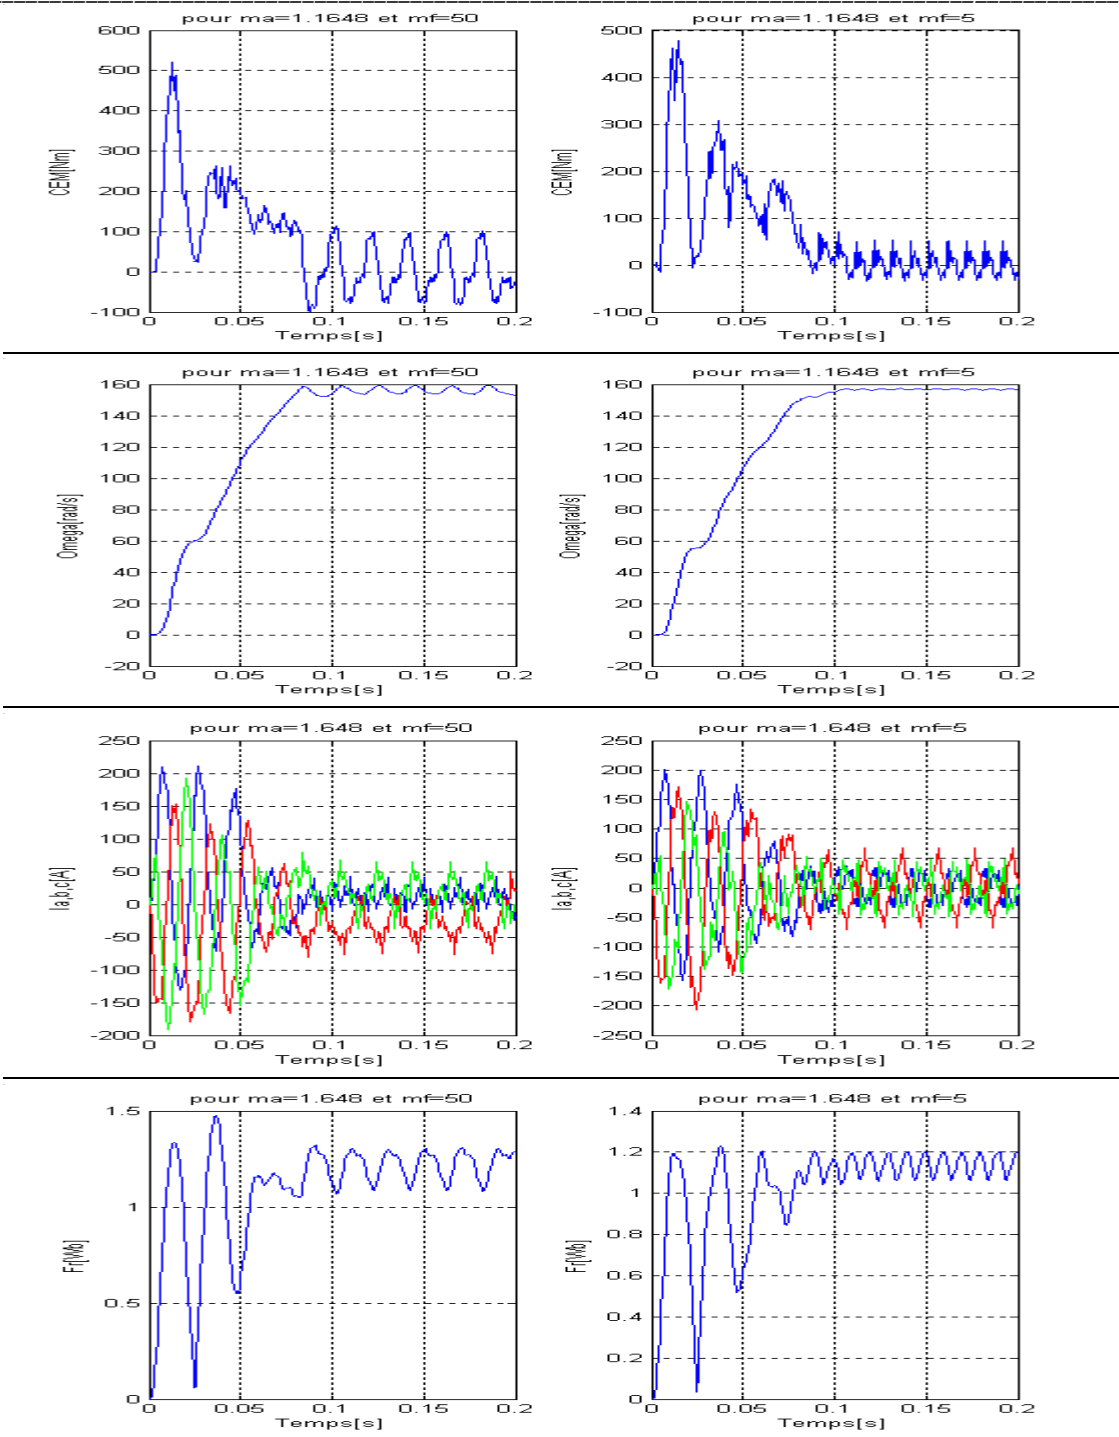 pour ma=1.1648 et mf=50
600
500
400
300
200
100
0
-100
CEM[Nm]
0 0.05 0.1 0.15 0.2
Temps[s]
pour ma=1.1648 et mf=5
500
400
300
200
100
0
-100
CEM[Nm]
0 0.05 0.1 0.15 0.2
Temps[s]
pour ma=1.1648 et mf=50
160
140
120
100
80
60
40
20
0
-20
Omega[rad/s]
0 0.05 0.1 0.15 0.2
Temps[s]
pour ma=1.1648 et mf=5
160
140
120
100
80
60
40
20
0
-20
Omega[rad/s]
0 0.05 0.1 0.15 0.2
Temps[s]
pour ma=1.648 et mf=50
250
200
150
100
50
0
-50
-100
-150
-200
Ia,b,c[A]
0 0.05 0.1 0.15 0.2
Temps[s]
pour ma=1.648 et mf=5
250
200
150
100
50
0
-50
-100
-150
-200
-250
Ia,b,c[A]
0 0.05 0.1 0.15 0.2
Temps[s]
pour ma=1.648 et mf=50
1.5
1
0.5
0
Fr[Wb]
0 0.05 0.1 0.15 0.2
Temps[s]
pour ma=1.648 et mf=5
1.4
1.2
1
0.8
0.6
0.4
0.2
0
Fr[Wb]
0 0.05 0.1 0.15 0.2
Temps[s]